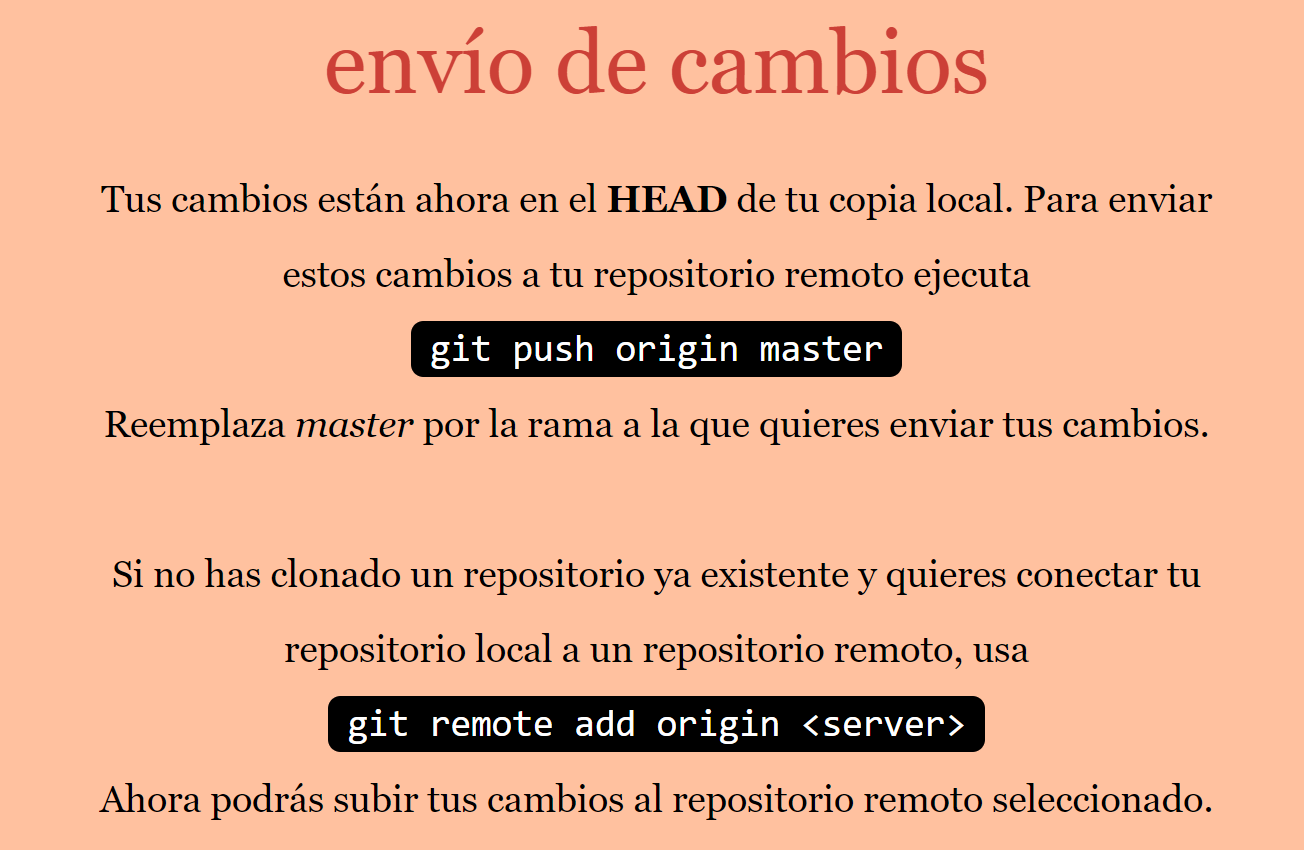 envío de cambios
Tus cambios están ahora en el HEAD de tu copia local. Para enviar
estos cambios a tu repositorio remoto ejecuta
git push origin master
Reemplaza master por la rama a la que quieres enviar tus cambios.
Si no has clonado un repositorio ya existente y quieres conectar tu
repositorio local a un repositorio remoto, usa
git remote add origin <server>
Ahora podrás subir tus cambios al repositorio remoto seleccionado.